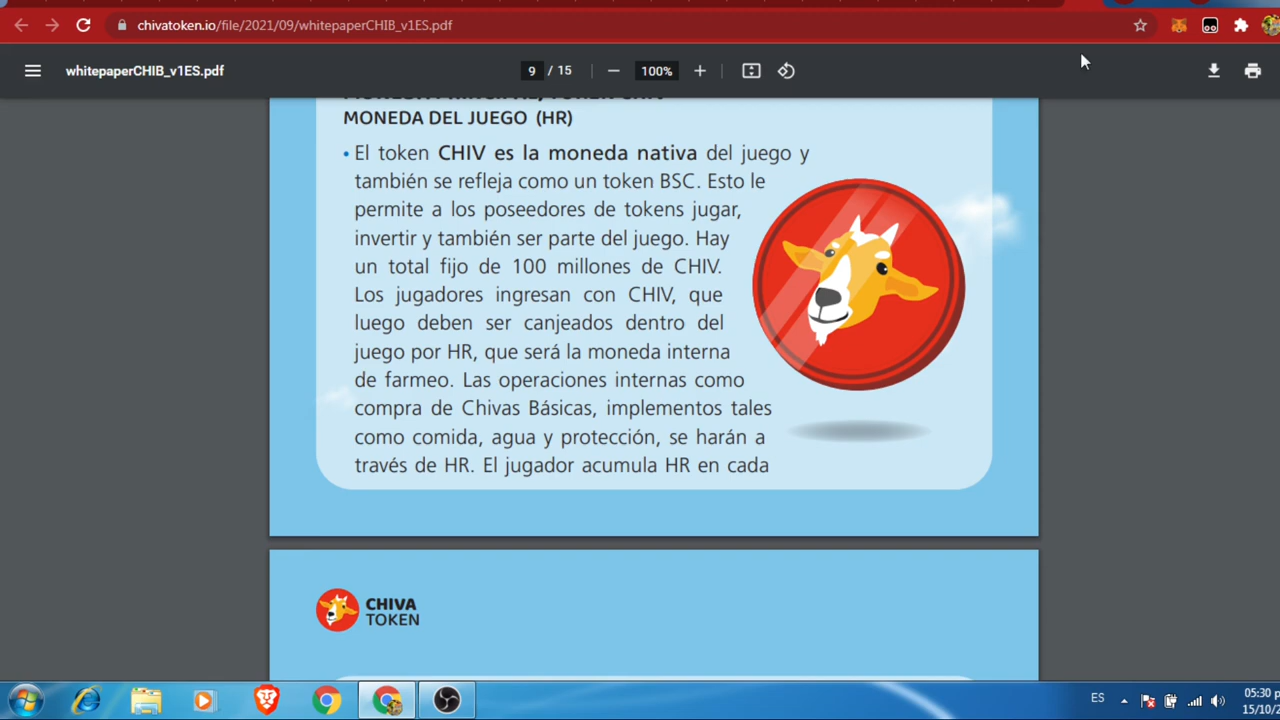 chivatoken.io/file/2021/09/whitepaperCHIB_v1ES.pdf
whitepaperCHIB_v1ES.pdf
9 / 15
100%
MONEDA DEL JUEGO (HR)
• El token CHIV es la moneda nativa del juego y
también se refleja como un token BSC. Esto le
permite a los poseedores de tokens jugar,
invertir y también ser parte del juego. Hay
un total fijo de 100 millones de CHIV.
Los jugadores ingresan con CHIV, que
luego deben ser canjeados dentro del
juego por HR, que será la moneda interna
de farmeo. Las operaciones internas como
compra de Chivas Básicas, implementos tales
como comida, agua y protección, se harán a
través de HR. El jugador acumula HR en cada
CHIVA
TOKEN
ES
05:30 p
15/10/2